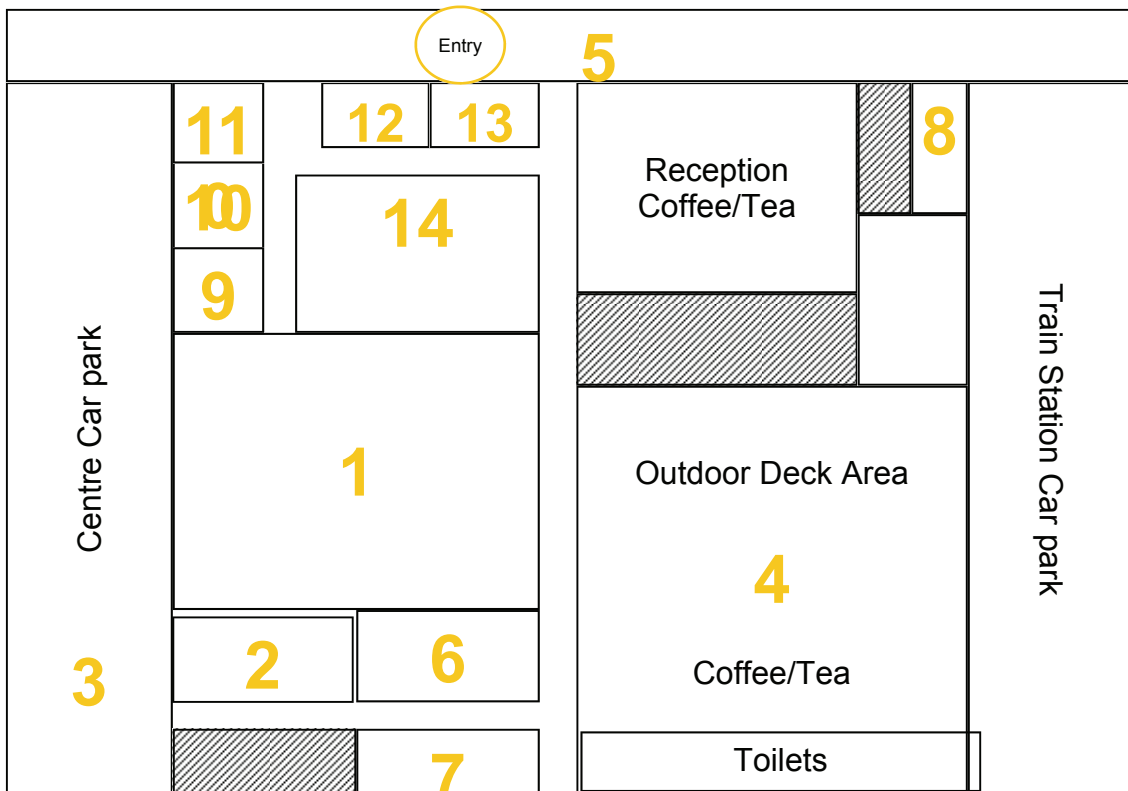 Entry
5
11
12
13
8
Reception
Coffee/Tea
10
14
9
Centre Car park
Train Station Car park
1
Outdoor Deck Area
4
2
6
3
Coffee/Tea
7
Toilets